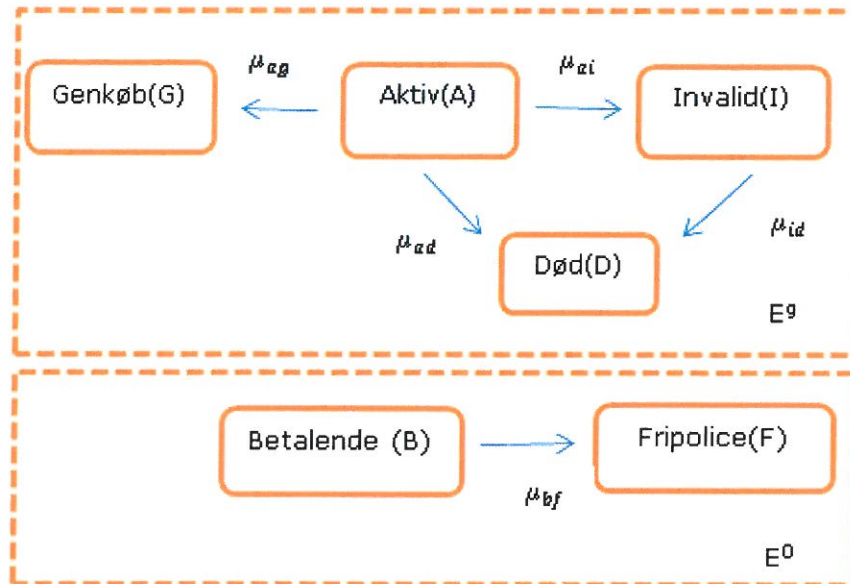 μag μai
Genkøb(G) Aktiv(A) Invalid(I)
μad μid
Død(D)
Eg
Betalende (B) Fripolice(F)
μbf
E0